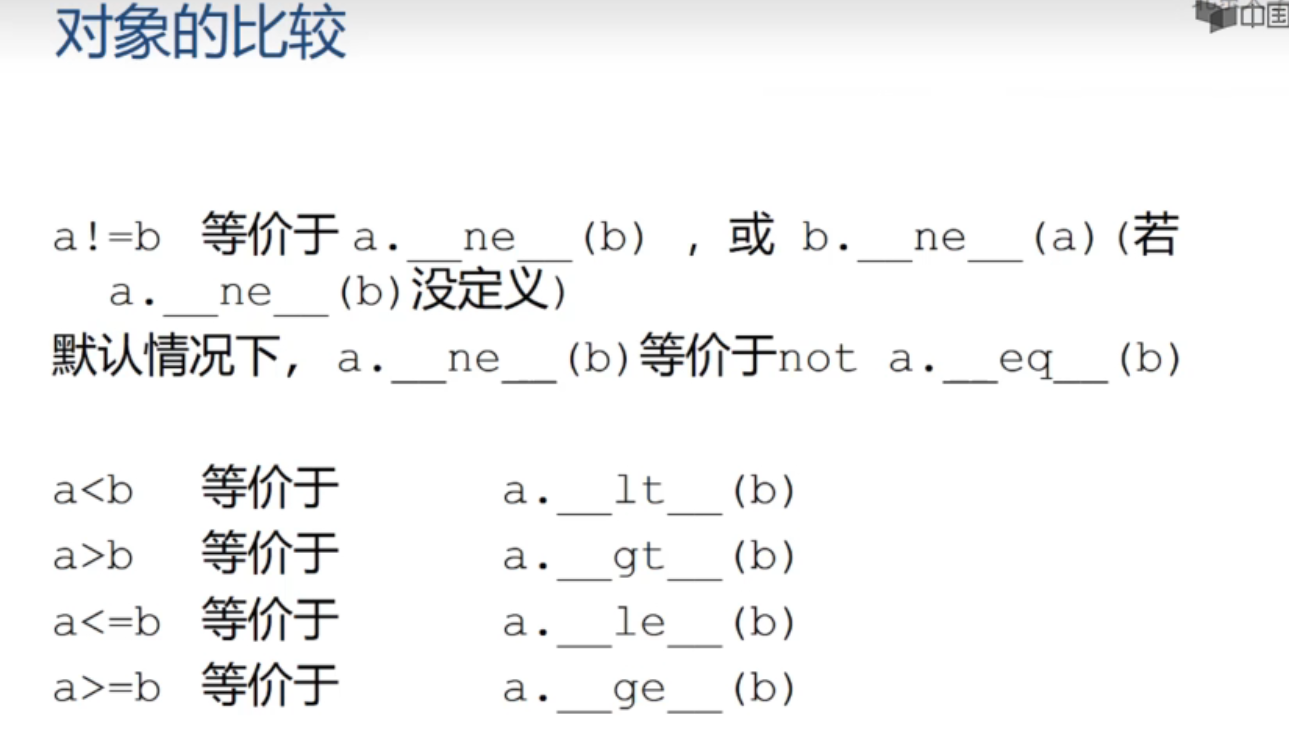 对象的比较
中国
a!=b 等价于 a.__ne__(b) , 或 b.__ne__(a)(若
a.__ne__(b)没定义)
默认情况下, a.__ne__(b)等价于not a.__eq__(b)
a<b 等价于 a.__lt__(b)
a>b 等价于 a.__gt__(b)
a<=b 等价于 a.__le__(b)
a>=b 等价于 a.__ge__(b)